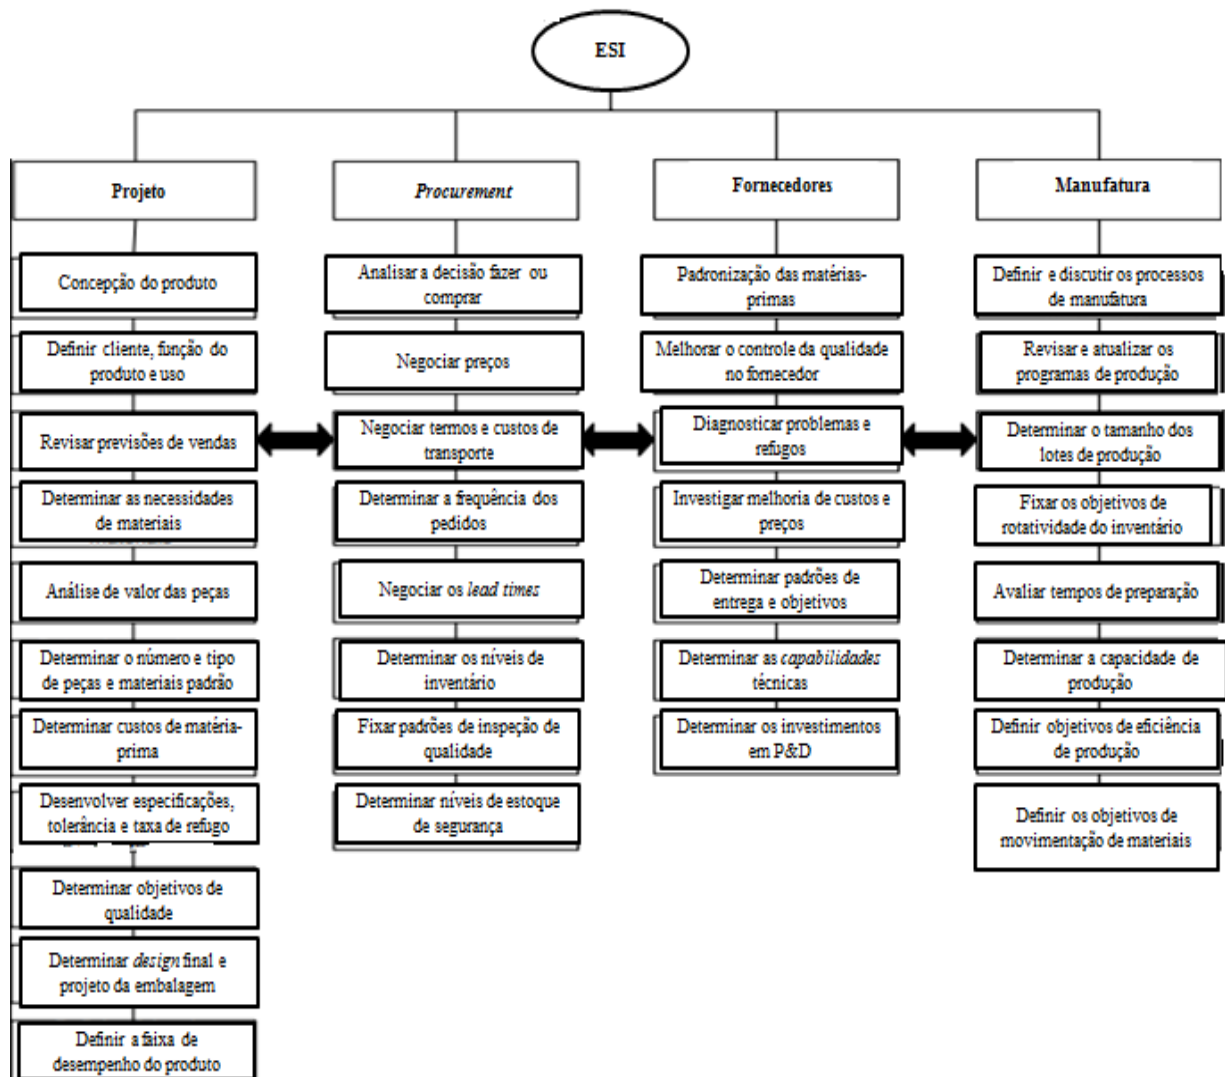 ESI
Projeto
Concepção do produto
Definir cliente, função do
produto e uso
Revisar previsões de vendas
Determinar as necessidades
de materiais
Análise de valor das peças
Determinar o número e tipo
de peças e materiais padrão
Determinar custos de matéria-
prima
Desenvolver especificações,
tolerância e taxa de refugo
Determinar objetivos de
qualidade
Determinar design final e
projeto da embalagem
Definir a faixa de
desempenho do produto
Procurement
Analisar a decisão fazer ou
comprar
Negociar preços
Negociar termos e custos de
transporte
Determinar a frequência dos
pedidos
Negociar os lead times
Determinar os níveis de
inventário
Fixar padrões de inspeção de
qualidade
Determinar níveis de estoque
de segurança
Fornecedores
Padronização das matérias-
primas
Melhorar o controle da qualidade
no fornecedor
Diagnosticar problemas e
refugos
Investigar melhoria de custos e
preços
Determinar padrões de
entrega e objetivos
Determinar as capabilidades
técnicas
Determinar os investimentos
em P&D
Manufatura
Definir e discutir os processos
de manufatura
Revisar e atualizar os
programas de produção
Determinar o tamanho dos
lotes de produção
Fixar os objetivos de
rotatividade do inventário
Avaliar tempos de preparação
Determinar a capacidade de
produção
Definir objetivos de eficiência
de produção
Definir os objetivos de
movimentação de materiais